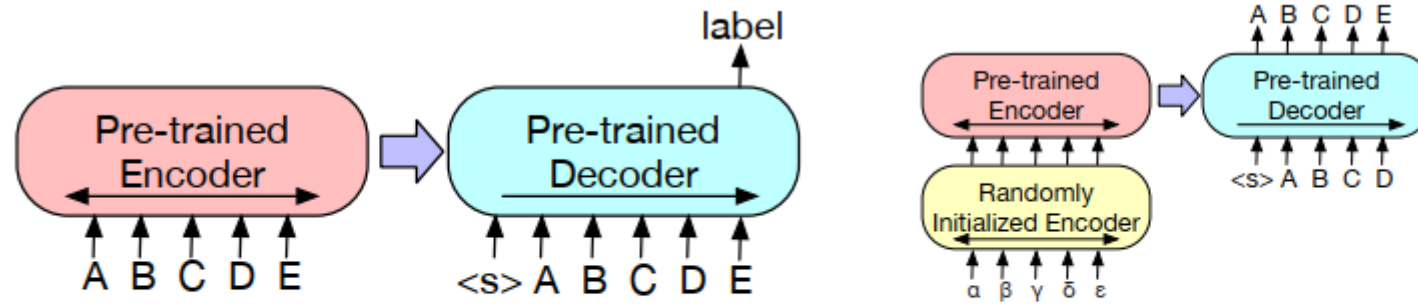 label
Pre-trained
Encoder
Pre-trained
Decoder
A B C D E
<s> A B C D E
A B C D E
Pre-trained
Encoder
Pre-trained
Decoder
<s> A B C D
Randomly
Initialized Encoder
α β γ δ ε